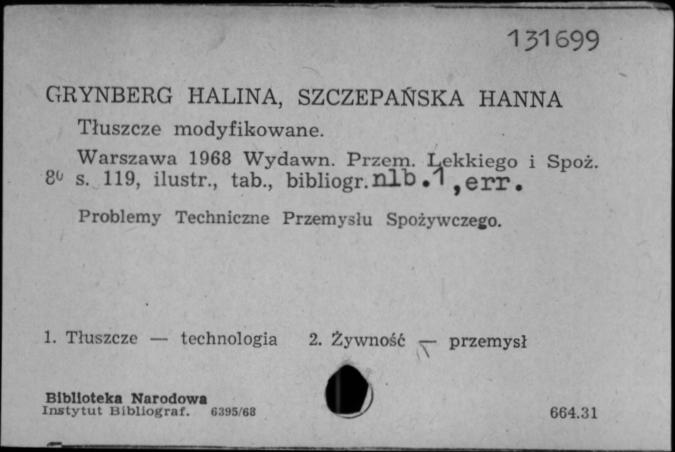 131699
GRYNBERG HALINA, SZCZEPAŃSKA HANNA
Tłuszcze modyfikowane.
Warszawa 1968 Wydawn. Przem. Lekkiego i Spoż.
8⁰ s. 119, ilustr., tab., bibliogr. nlb.1, err.
Problemy Techniczne Przemysłu Spożywczego.
1. Tłuszcze — technologia 2. Żywność — przemysł
Biblioteka Narodowa
Instytut Bibliograf. 6395/68 664.31